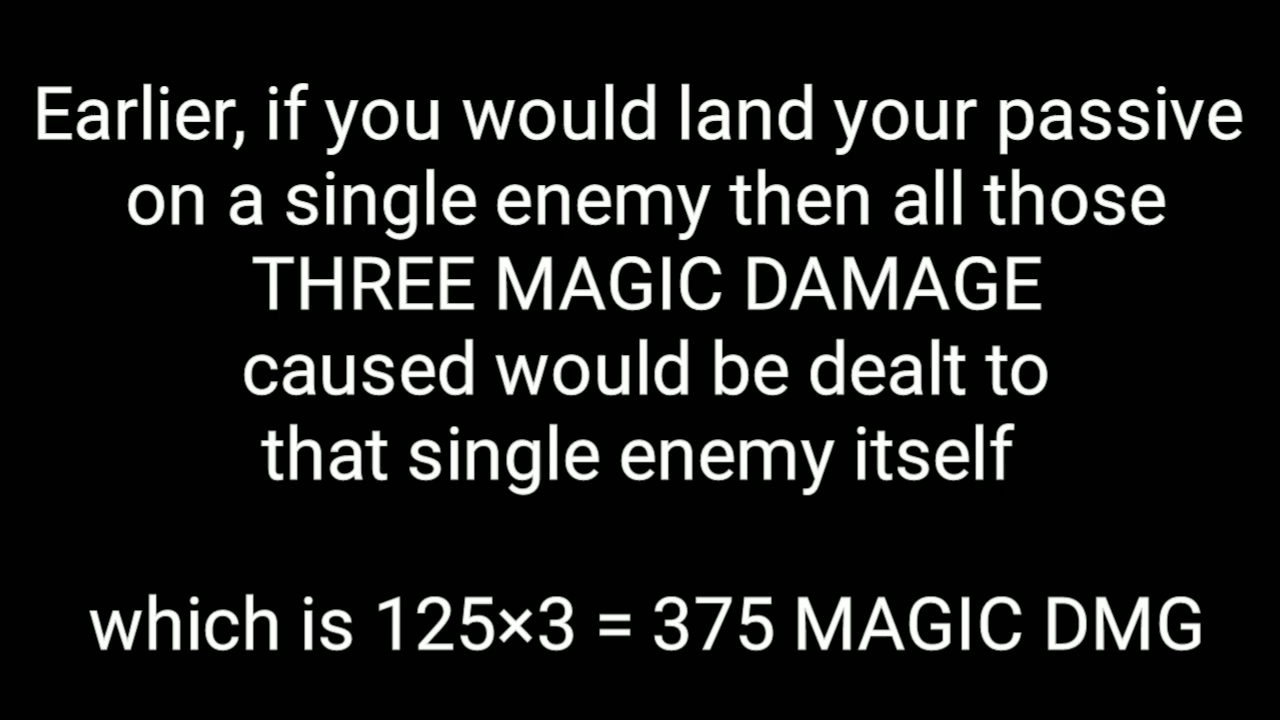 Earlier, if you would land your passive
on a single enemy then all those
THREE MAGIC DAMAGE
caused would be dealt to
that single enemy itself
which is 125×3 = 375 MAGIC DMG